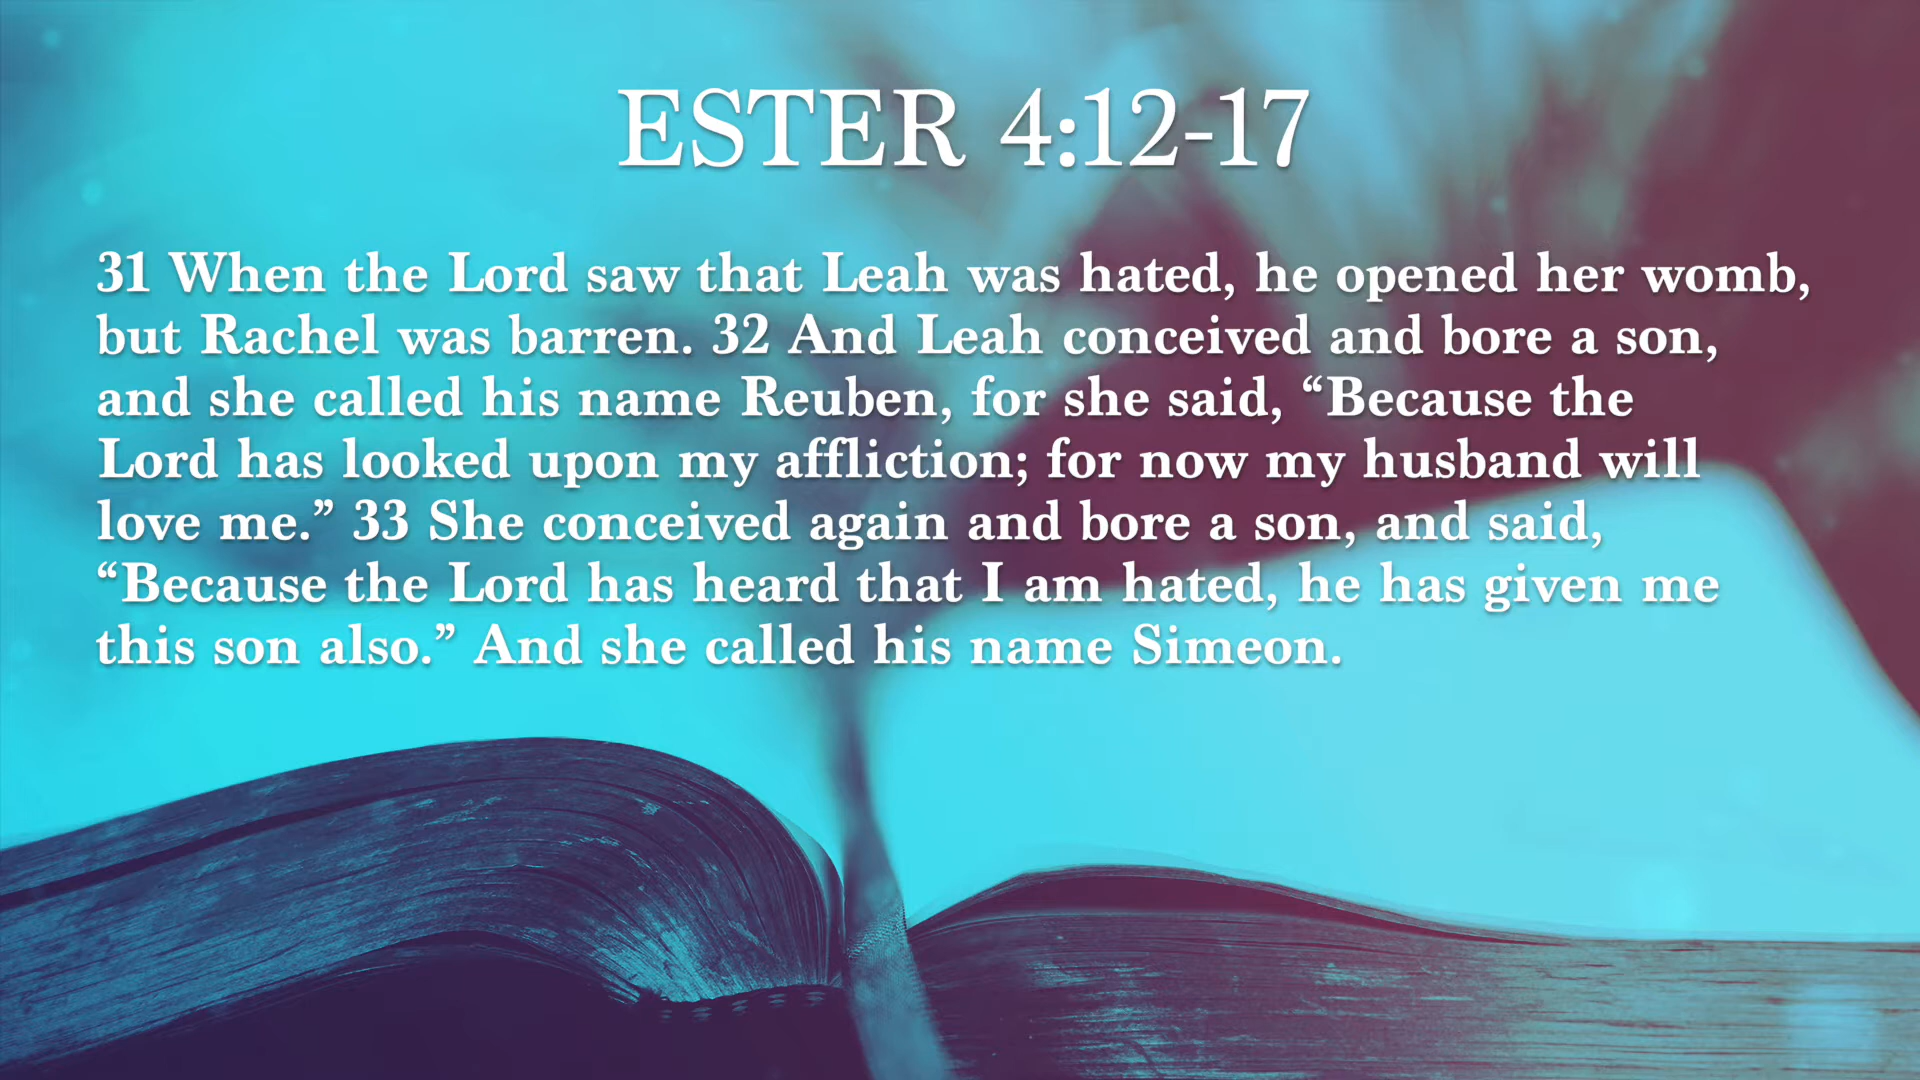 ESTER 4:12-17
31 When the Lord saw that Leah was hated, he opened her womb,
but Rachel was barren. 32 And Leah conceived and bore a son,
and she called his name Reuben, for she said, “Because the
Lord has looked upon my affliction; for now my husband will
love me.” 33 She conceived again and bore a son, and said,
“Because the Lord has heard that I am hated, he has given me
this son also.” And she called his name Simeon.